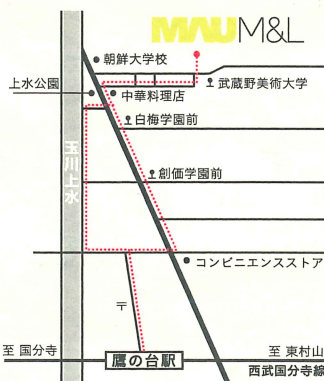 MAU M&L
朝鮮大学校
上水公園
武蔵野美術大学
中華料理店
白梅学園前
玉川上水
創価学園前
コンビニエンスストア
〒
至 国分寺
鷹の台駅
至 東村山
西武国分寺線